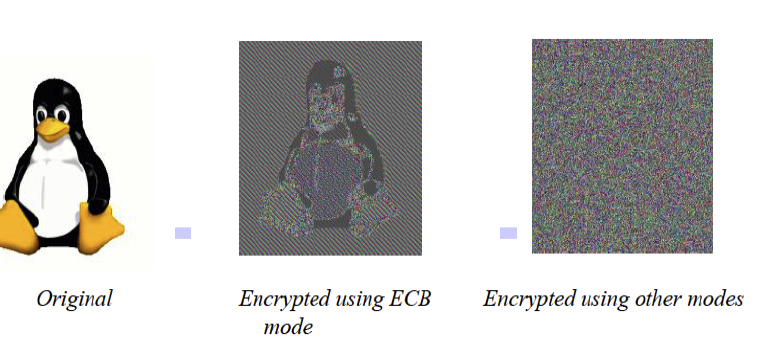 Original
Encrypted using ECB
mode
Encrypted using other modes